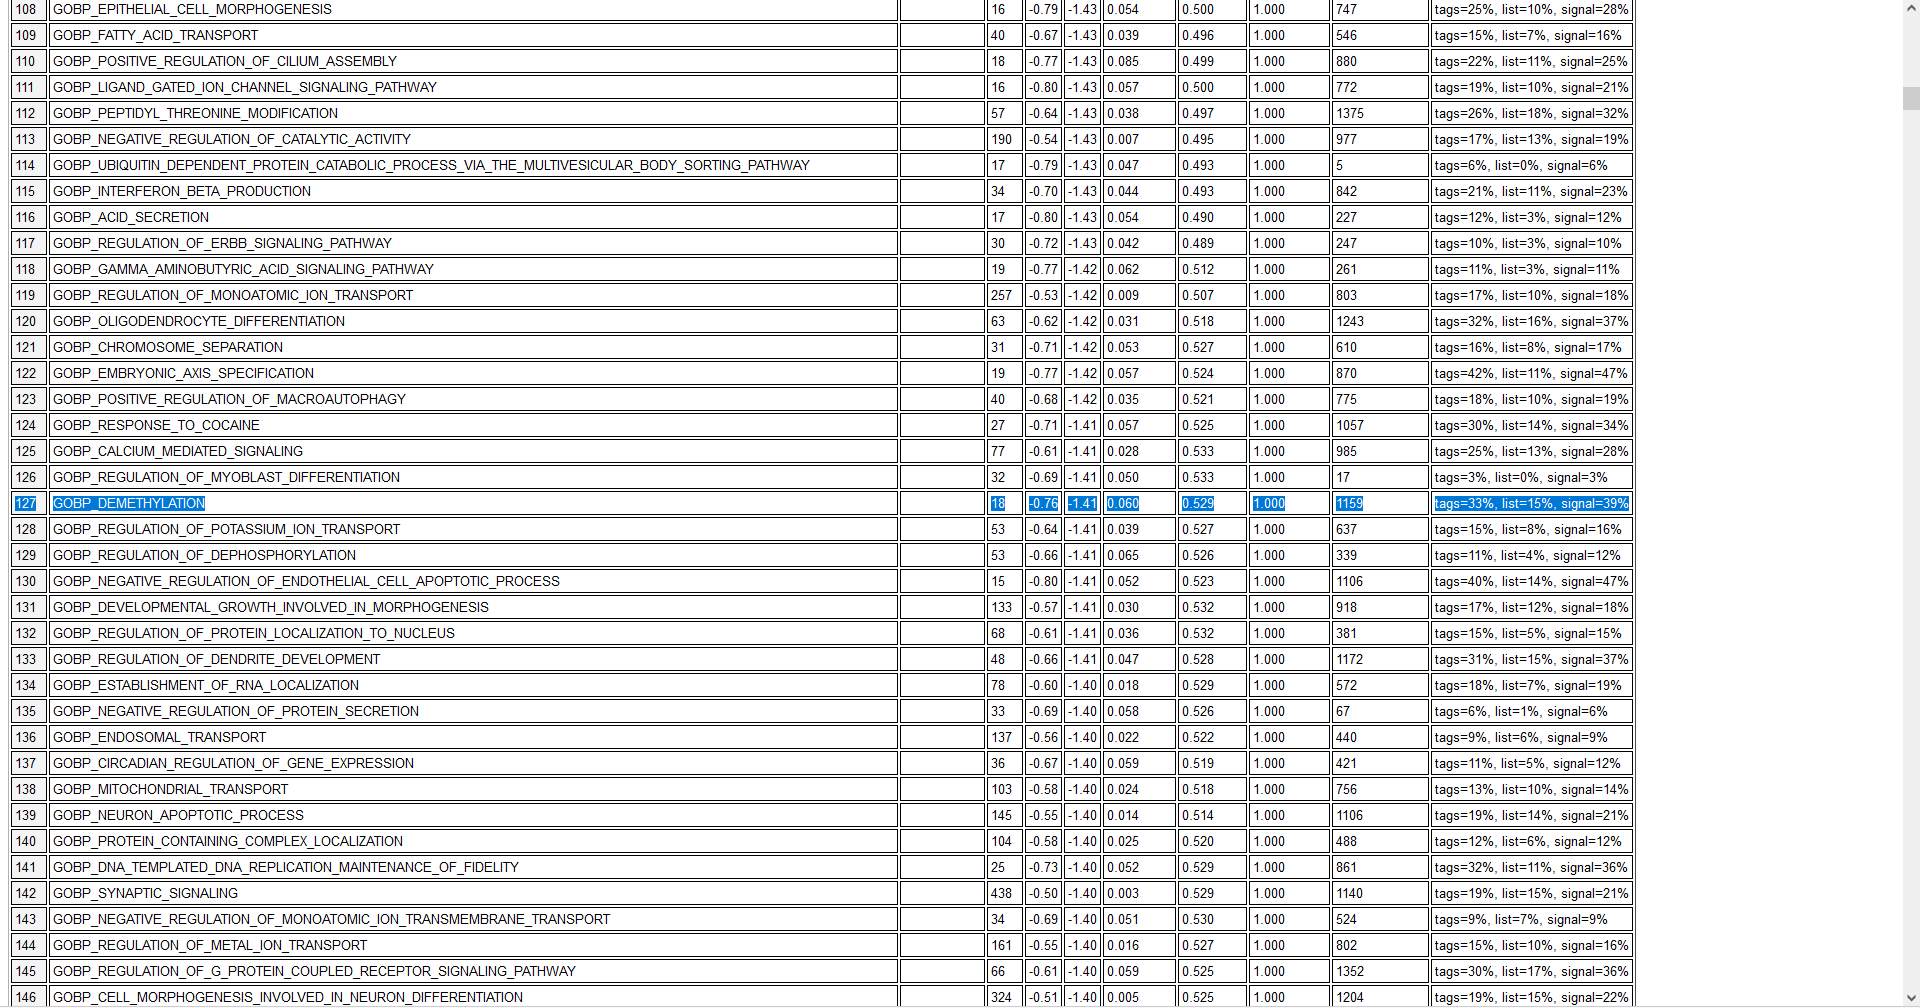 108 GOBP_EPITHELIAL_CELL_MORPHOGENESIS 16 -0.79 -1.43 0.054 0.500 1.000 747 tags=25%, list=10%, signal=28%
109 GOBP_FATTY_ACID_TRANSPORT 40 -0.67 -1.43 0.039 0.496 1.000 546 tags=15%, list=7%, signal=16%
110 GOBP_POSITIVE_REGULATION_OF_CILIUM_ASSEMBLY 18 -0.77 -1.43 0.085 0.499 1.000 880 tags=22%, list=11%, signal=25%
111 GOBP_LIGAND_GATED_ION_CHANNEL_SIGNALING_PATHWAY 16 -0.80 -1.43 0.057 0.500 1.000 772 tags=19%, list=10%, signal=21%
112 GOBP_PEPTIDYL_THREONINE_MODIFICATION 57 -0.64 -1.43 0.038 0.497 1.000 1375 tags=26%, list=18%, signal=32%
113 GOBP_NEGATIVE_REGULATION_OF_CATALYTIC_ACTIVITY 190 -0.54 -1.43 0.007 0.495 1.000 977 tags=17%, list=13%, signal=19%
114 GOBP_UBIQUITIN_DEPENDENT_PROTEIN_CATABOLIC_PROCESS_VIA_THE_MULTIVESICULAR_BODY_SORTING_PATHWAY 17 -0.79 -1.43 0.047 0.493 1.000 5 tags=6%, list=0%, signal=6%
115 GOBP_INTERFERON_BETA_PRODUCTION 34 -0.70 -1.43 0.044 0.493 1.000 842 tags=21%, list=11%, signal=23%
116 GOBP_ACID_SECRETION 17 -0.80 -1.43 0.054 0.490 1.000 227 tags=12%, list=3%, signal=12%
117 GOBP_REGULATION_OF_ERBB_SIGNALING_PATHWAY 30 -0.72 -1.43 0.042 0.489 1.000 247 tags=10%, list=3%, signal=10%
118 GOBP_GAMMA_AMINOBUTYRIC_ACID_SIGNALING_PATHWAY 19 -0.77 -1.42 0.062 0.512 1.000 261 tags=11%, list=3%, signal=11%
119 GOBP_REGULATION_OF_MONOATOMIC_ION_TRANSPORT 257 -0.53 -1.42 0.009 0.507 1.000 803 tags=17%, list=10%, signal=18%
120 GOBP_OLIGODENDROCYTE_DIFFERENTIATION 63 -0.62 -1.42 0.031 0.518 1.000 1243 tags=32%, list=16%, signal=37%
121 GOBP_CHROMOSOME_SEPARATION 31 -0.71 -1.42 0.053 0.527 1.000 610 tags=16%, list=8%, signal=17%
122 GOBP_EMBRYONIC_AXIS_SPECIFICATION 19 -0.77 -1.42 0.057 0.524 1.000 870 tags=42%, list=11%, signal=47%
123 GOBP_POSITIVE_REGULATION_OF_MACROAUTOPHAGY 40 -0.68 -1.42 0.035 0.521 1.000 775 tags=18%, list=10%, signal=19%
124 GOBP_RESPONSE_TO_COCAINE 27 -0.71 -1.41 0.057 0.525 1.000 1057 tags=30%, list=14%, signal=34%
125 GOBP_CALCIUM_MEDIATED_SIGNALING 77 -0.61 -1.41 0.028 0.533 1.000 985 tags=25%, list=13%, signal=28%
126 GOBP_REGULATION_OF_MYOBLAST_DIFFERENTIATION 32 -0.69 -1.41 0.050 0.533 1.000 17 tags=3%, list=0%, signal=3%
127 GOBP_DEMETHYLATION 18 -0.76 -1.41 0.060 0.529 1.000 1159 tags=33%, list=15%, signal=39%
128 GOBP_REGULATION_OF_POTASSIUM_ION_TRANSPORT 53 -0.64 -1.41 0.039 0.527 1.000 637 tags=15%, list=8%, signal=16%
129 GOBP_REGULATION_OF_DEPHOSPHORYLATION 53 -0.66 -1.41 0.065 0.526 1.000 339 tags=11%, list=4%, signal=12%
130 GOBP_NEGATIVE_REGULATION_OF_ENDOTHELIAL_CELL_APOPTOTIC_PROCESS 15 -0.80 -1.41 0.052 0.523 1.000 1106 tags=40%, list=14%, signal=47%
131 GOBP_DEVELOPMENTAL_GROWTH_INVOLVED_IN_MORPHOGENESIS 133 -0.57 -1.41 0.030 0.532 1.000 918 tags=17%, list=12%, signal=18%
132 GOBP_REGULATION_OF_PROTEIN_LOCALIZATION_TO_NUCLEUS 68 -0.61 -1.41 0.036 0.532 1.000 381 tags=15%, list=5%, signal=15%
133 GOBP_REGULATION_OF_DENDRITE_DEVELOPMENT 48 -0.66 -1.41 0.047 0.528 1.000 1172 tags=31%, list=15%, signal=37%
134 GOBP_ESTABLISHMENT_OF_RNA_LOCALIZATION 78 -0.60 -1.40 0.018 0.529 1.000 572 tags=18%, list=7%, signal=19%
135 GOBP_NEGATIVE_REGULATION_OF_PROTEIN_SECRETION 33 -0.69 -1.40 0.058 0.526 1.000 67 tags=6%, list=1%, signal=6%
136 GOBP_ENDOSOMAL_TRANSPORT 137 -0.56 -1.40 0.022 0.522 1.000 440 tags=9%, list=6%, signal=9%
137 GOBP_CIRCADIAN_REGULATION_OF_GENE_EXPRESSION 36 -0.67 -1.40 0.059 0.519 1.000 421 tags=11%, list=5%, signal=12%
138 GOBP_MITOCHONDRIAL_TRANSPORT 103 -0.58 -1.40 0.024 0.518 1.000 756 tags=13%, list=10%, signal=14%
139 GOBP_NEURON_APOPTOTIC_PROCESS 145 -0.55 -1.40 0.014 0.514 1.000 1106 tags=19%, list=14%, signal=21%
140 GOBP_PROTEIN_CONTAINING_COMPLEX_LOCALIZATION 104 -0.58 -1.40 0.025 0.520 1.000 488 tags=12%, list=6%, signal=12%
141 GOBP_DNA_TEMPLATED_DNA_REPLICATION_MAINTENANCE_OF_FIDELITY 25 -0.73 -1.40 0.052 0.529 1.000 861 tags=32%, list=11%, signal=36%
142 GOBP_SYNAPTIC_SIGNALING 438 -0.50 -1.40 0.003 0.529 1.000 1140 tags=19%, list=15%, signal=21%
143 GOBP_NEGATIVE_REGULATION_OF_MONOATOMIC_ION_TRANSMEMBRANE_TRANSPORT 34 -0.69 -1.40 0.051 0.530 1.000 524 tags=9%, list=7%, signal=9%
144 GOBP_REGULATION_OF_METAL_ION_TRANSPORT 161 -0.55 -1.40 0.016 0.527 1.000 802 tags=15%, list=10%, signal=16%
145 GOBP_REGULATION_OF_G_PROTEIN_COUPLED_RECEPTOR_SIGNALING_PATHWAY 66 -0.61 -1.40 0.059 0.525 1.000 1352 tags=30%, list=17%, signal=36%
146 GOBP_CELL_MORPHOGENESIS_INVOLVED_IN_NEURON_DIFFERENTIATION 324 -0.51 -1.40 0.005 0.525 1.000 1204 tags=19%, list=15%, signal=22%